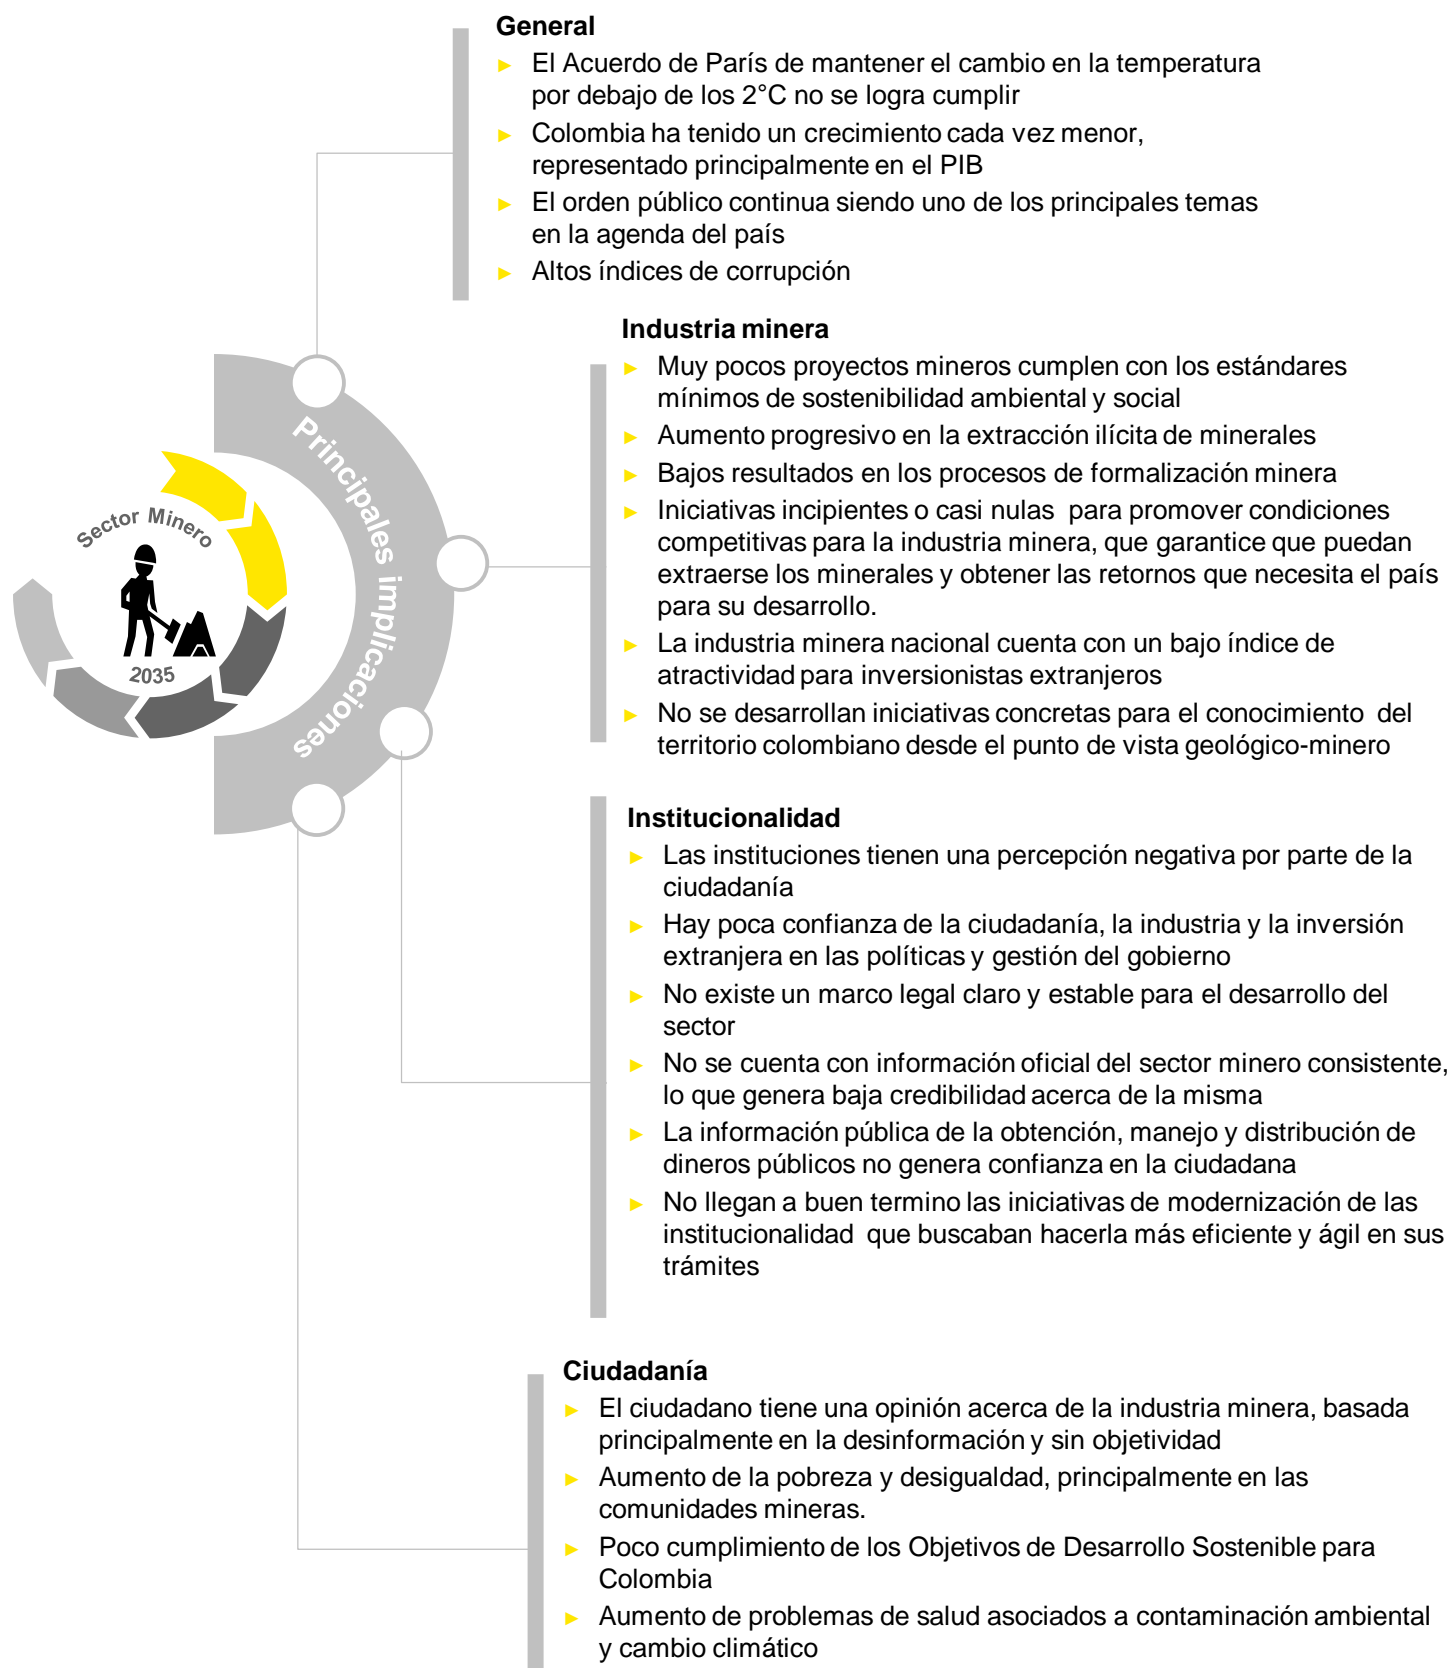 General
► El Acuerdo de París de mantener el cambio en la temperatura
por debajo de los 2°C no se logra cumplir
► Colombia ha tenido un crecimiento cada vez menor,
representado principalmente en el PIB
► El orden público continua siendo uno de los principales temas
en la agenda del país
► Altos índices de corrupción
Industria minera
► Muy pocos proyectos mineros cumplen con los estándares
mínimos de sostenibilidad ambiental y social
► Aumento progresivo en la extracción ilícita de minerales
► Bajos resultados en los procesos de formalización minera
► Iniciativas incipientes o casi nulas para promover condiciones
competitivas para la industria minera, que garantice que puedan
extraerse los minerales y obtener las retornos que necesita el país
para su desarrollo.
► La industria minera nacional cuenta con un bajo índice de
atractividad para inversionistas extranjeros
► No se desarrollan iniciativas concretas para el conocimiento del
territorio colombiano desde el punto de vista geológico-minero
Principales implicaciones
Sector Minero
2035
Institucionalidad
► Las instituciones tienen una percepción negativa por parte de la
ciudadanía
► Hay poca confianza de la ciudadanía, la industria y la inversión
extranjera en las políticas y gestión del gobierno
► No existe un marco legal claro y estable para el desarrollo del
sector
► No se cuenta con información oficial del sector minero consistente,
lo que genera baja credibilidad acerca de la misma
► La información pública de la obtención, manejo y distribución de
dineros públicos no genera confianza en la ciudadana
► No llegan a buen termino las iniciativas de modernización de las
institucionalidad que buscaban hacerla más eficiente y ágil en sus
trámites
Ciudadanía
► El ciudadano tiene una opinión acerca de la industria minera, basada
principalmente en la desinformación y sin objetividad
► Aumento de la pobreza y desigualdad, principalmente en las
comunidades mineras.
► Poco cumplimiento de los Objetivos de Desarrollo Sostenible para
Colombia
► Aumento de problemas de salud asociados a contaminación ambiental
y cambio climático